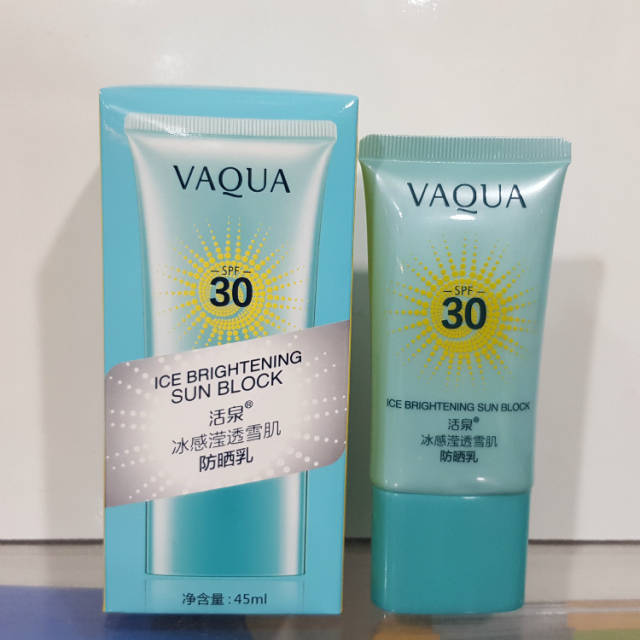 VAQUA
SPF
30
ICE BRIGHTENING
SUN BLOCK
活泉®
冰感滢透雪肌
防晒乳
净含量:45ml
VAQUA
SPF
30
ICE BRIGHTENING SUN BLOCK
活泉®
冰感滢透雪肌
防晒乳